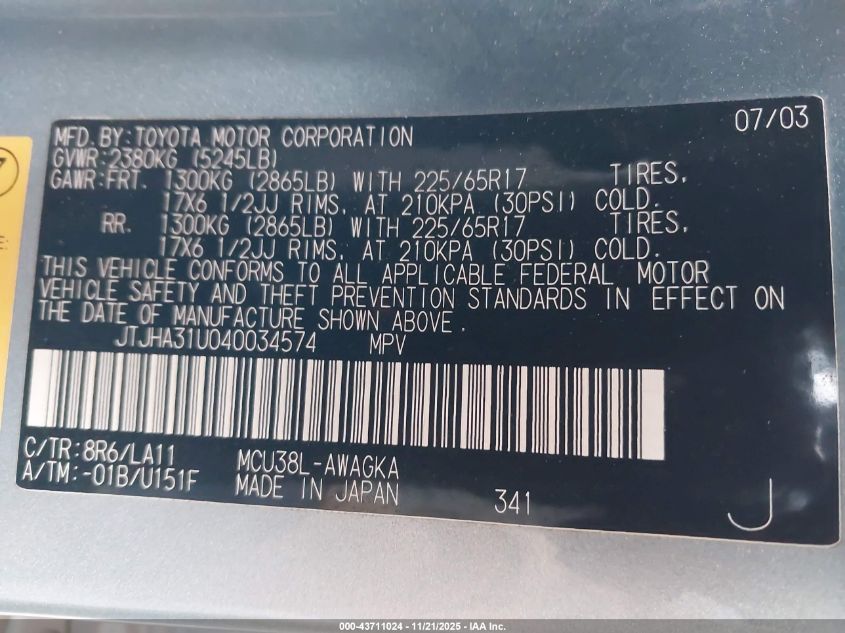 07/03
MFD. BY: TOYOTA MOTOR CORPORATION
GVWR: 2380KG (5245LB)
GAWR: FRT. 1300KG (2865LB) WITH 225/65R17 TIRES,
17X6 1/2JJ RIMS, AT 210KPA (30PSI) COLD.
RR. 1300KG (2865LB) WITH 225/65R17 TIRES,
17X6 1/2JJ RIMS, AT 210KPA (30PSI) COLD.
THIS VEHICLE CONFORMS TO ALL APPLICABLE FEDERAL MOTOR
VEHICLE SAFETY AND THEFT PREVENTION STANDARDS IN EFFECT ON
THE DATE OF MANUFACTURE SHOWN ABOVE.
JTJHA31U040034574 MPV
C/TR: 8R6/LA11 MCU38L-AWAGKA
A/TM: -01B/U151F MADE IN JAPAN 341 J
000-43711024 - 11/21/2025 - IAA Inc.